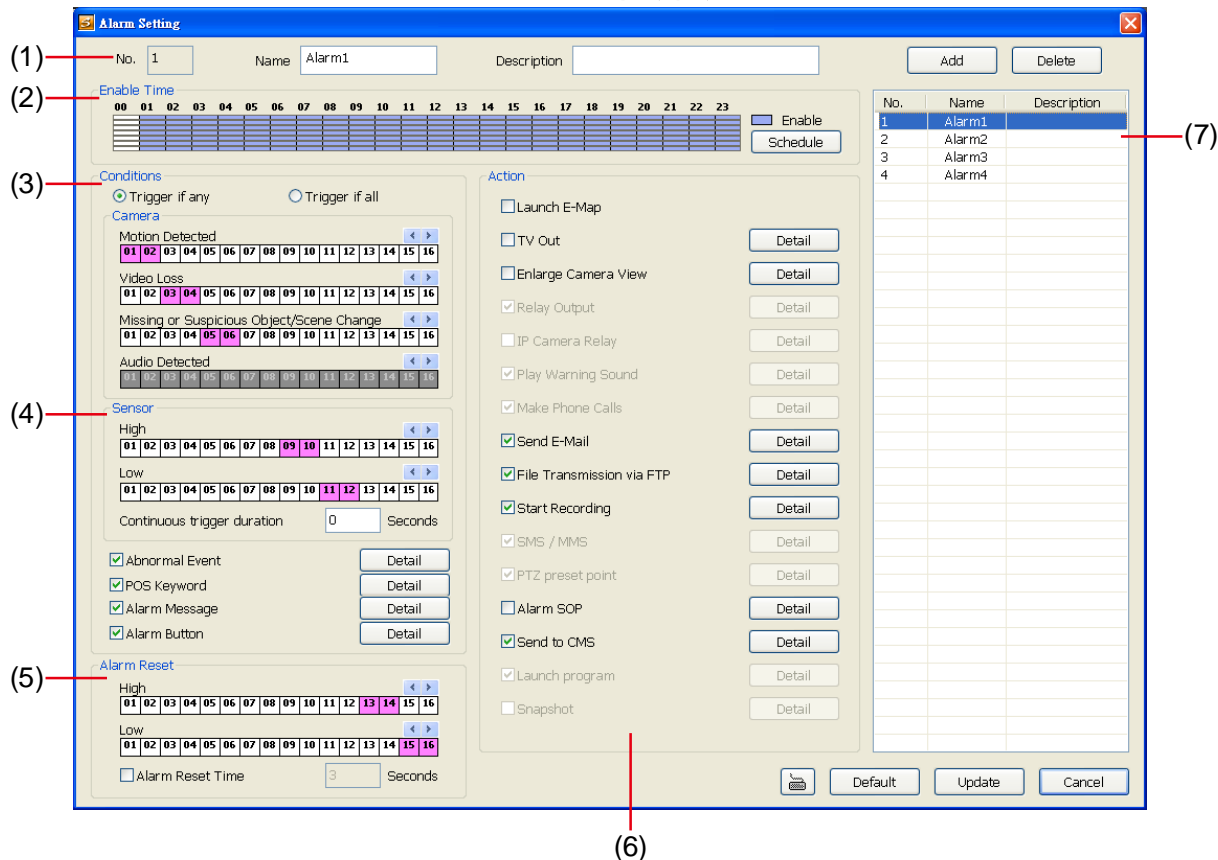 Alarm Setting
(1)
No. 1 Name Alarm1 Description Add Delete
(2)
Enable Time
00 01 02 03 04 05 06 07 08 09 10 11 12 13 14 15 16 17 18 19 20 21 22 23
Enable
Schedule
(3)
Conditions
Trigger if any Trigger if all
Camera
Motion Detected < >
01 02 03 04 05 06 07 08 09 10 11 12 13 14 15 16
Video Loss < >
01 02 03 04 05 06 07 08 09 10 11 12 13 14 15 16
Missing or Suspicious Object/Scene Change < >
01 02 03 04 05 06 07 08 09 10 11 12 13 14 15 16
Audio Detected < >
01 02 03 04 05 06 07 08 09 10 11 12 13 14 15 16
(4)
Sensor
High < >
01 02 03 04 05 06 07 08 09 10 11 12 13 14 15 16
Low < >
01 02 03 04 05 06 07 08 09 10 11 12 13 14 15 16
Continuous trigger duration 0 Seconds
Abnormal Event Detail
POS Keyword Detail
Alarm Message Detail
Alarm Button Detail
(5)
Alarm Reset
High < >
01 02 03 04 05 06 07 08 09 10 11 12 13 14 15 16
Low < >
01 02 03 04 05 06 07 08 09 10 11 12 13 14 15 16
Alarm Reset Time 3 Seconds
Action
Launch E-Map
TV Out Detail
Enlarge Camera View Detail
Relay Output Detail
IP Camera Relay Detail
Play Warning Sound Detail
Make Phone Calls Detail
Send E-Mail Detail
File Transmission via FTP Detail
Start Recording Detail
SMS / MMS Detail
PTZ preset point Detail
Alarm SOP Detail
Send to CMS Detail
Launch program Detail
Snapshot Detail
(6)
No. Name Description
1 Alarm1
2 Alarm2
3 Alarm3
4 Alarm4
(7)
Default Update Cancel